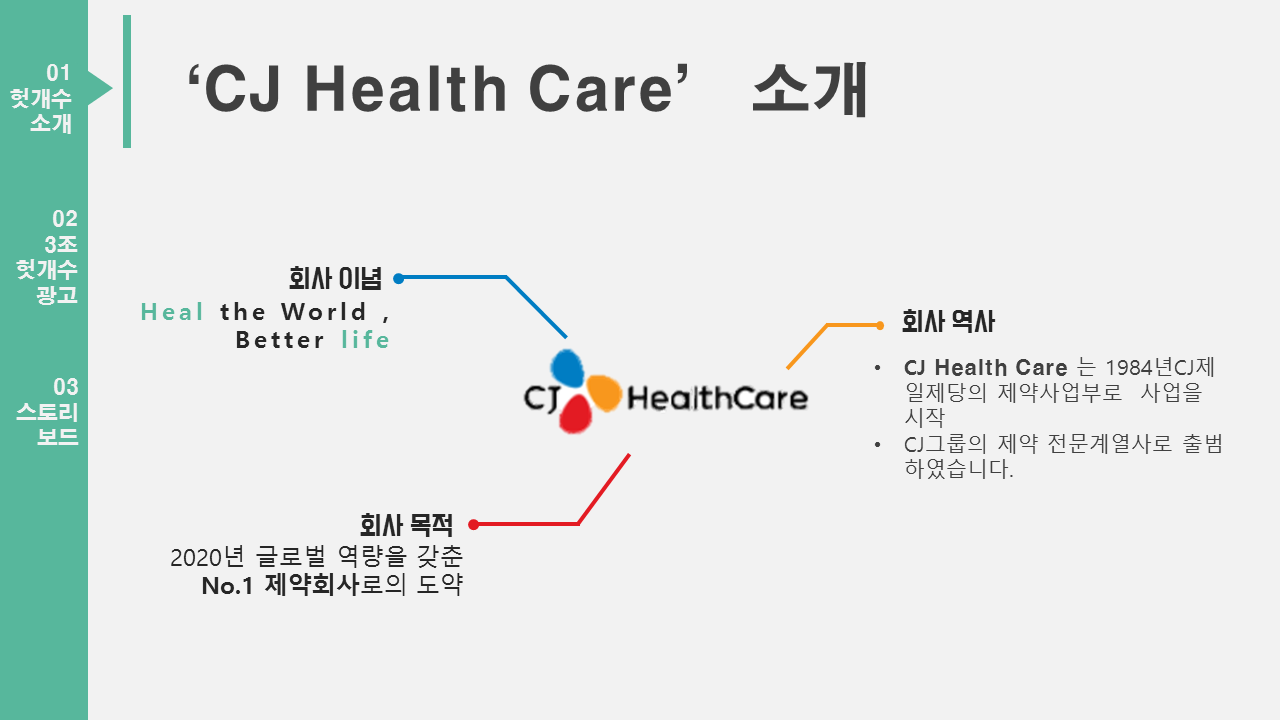 01
헛개수
소개
02
3조
헛개수
광고
03
스토리
보드
‘CJ Health Care’ 소개
회사 이념
Heal the World ,
Better life
CJ HealthCare
회사 역사
• CJ Health Care 는 1984년CJ제
일제당의 제약사업부로 사업을
시작
• CJ그룹의 제약 전문계열사로 출범
하였습니다.
회사 목적
2020년 글로벌 역량을 갖춘
No.1 제약회사로의 도약